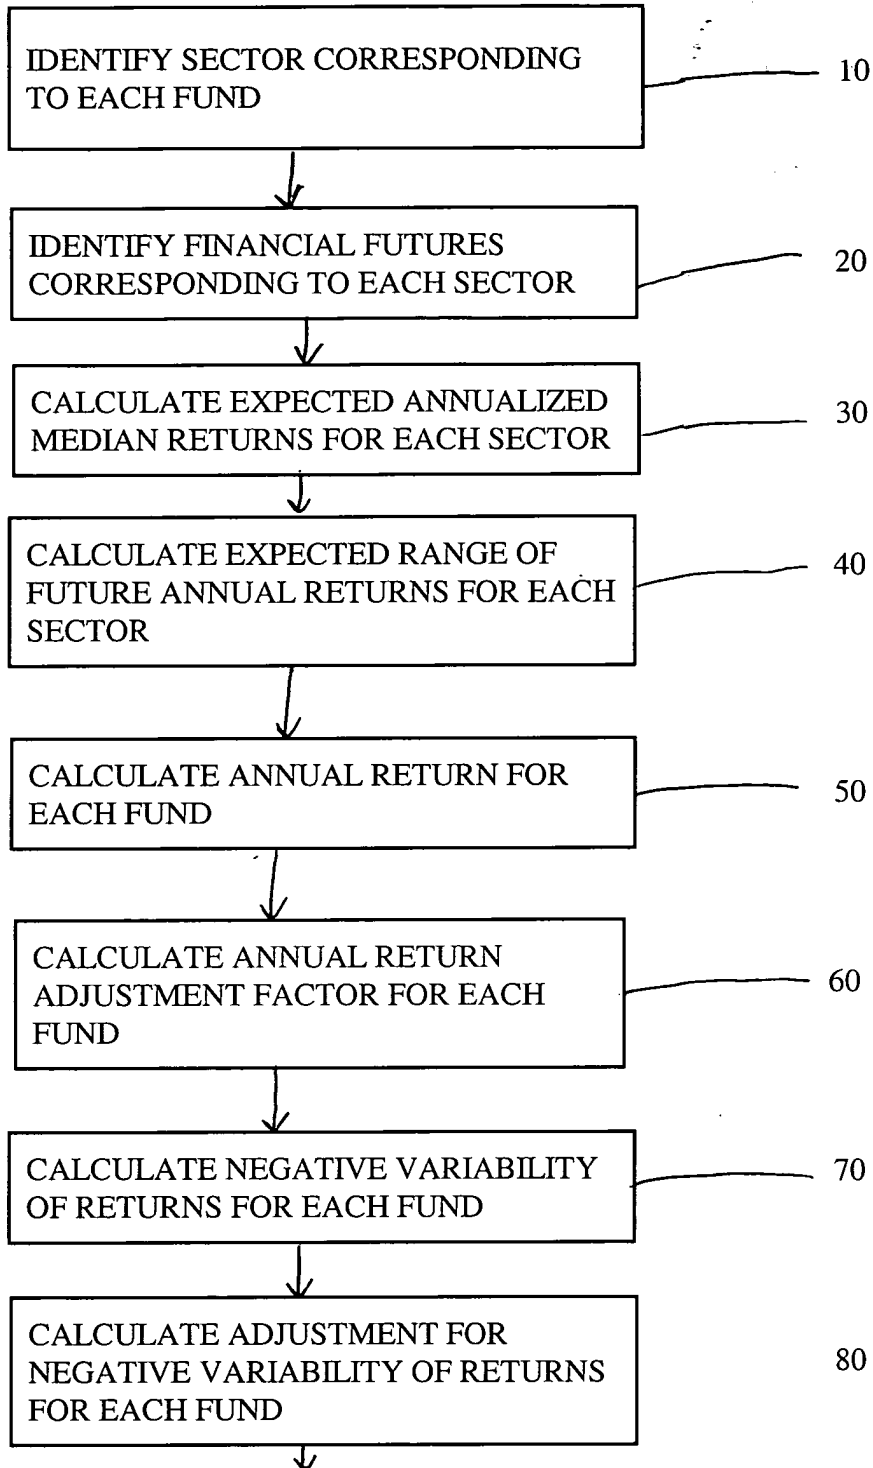 IDENTIFY SECTOR CORRESPONDING
TO EACH FUND
10
IDENTIFY FINANCIAL FUTURES
CORRESPONDING TO EACH SECTOR
20
CALCULATE EXPECTED ANNUALIZED
MEDIAN RETURNS FOR EACH SECTOR
30
CALCULATE EXPECTED RANGE OF
FUTURE ANNUAL RETURNS FOR EACH
SECTOR
40
CALCULATE ANNUAL RETURN FOR
EACH FUND
50
CALCULATE ANNUAL RETURN
ADJUSTMENT FACTOR FOR EACH
FUND
60
CALCULATE NEGATIVE VARIABILITY
OF RETURNS FOR EACH FUND
70
CALCULATE ADJUSTMENT FOR
NEGATIVE VARIABILITY OF RETURNS
FOR EACH FUND
80